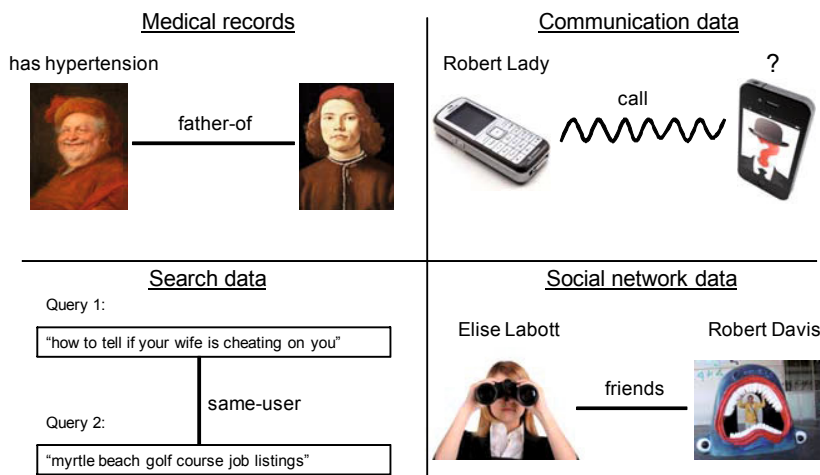 Medical records
has hypertension
father-of
Communication data
Robert Lady
?
call
Search data
Query 1:
“how to tell if your wife is cheating on you”
same-user
Query 2:
“myrtle beach golf course job listings”
Social network data
Elise Labott
Robert Davis
friends